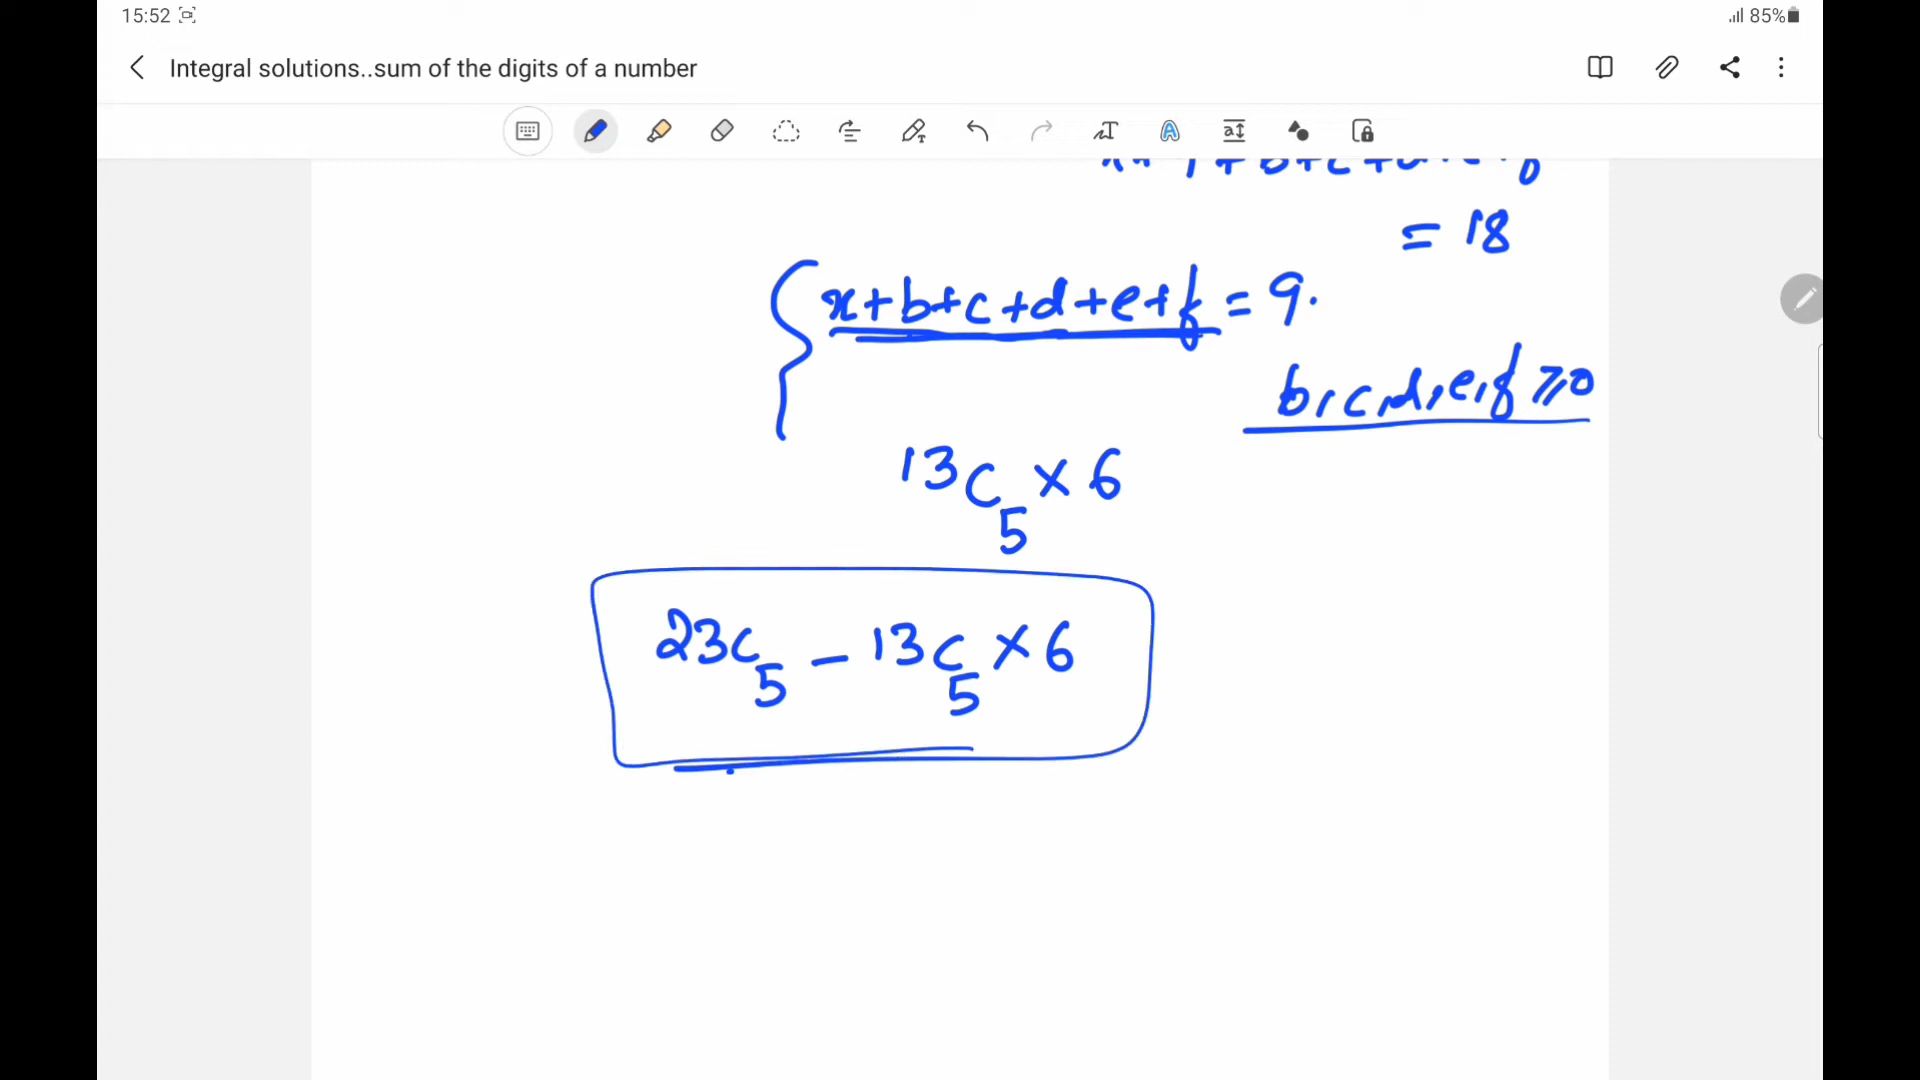 15:52 85%
Integral solutions..sum of the digits of a number
= 18
x+b+c+d+e+f = 9.
b,c,d,e,f ≥0
13C5 × 6
23C5 - 13C5 × 6